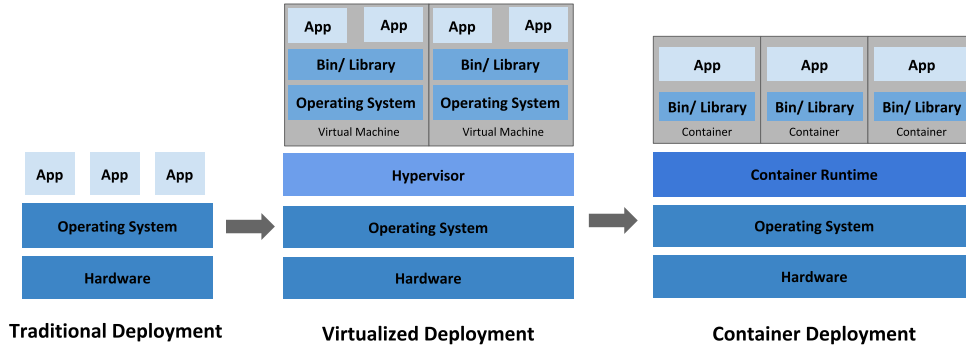 App
App
App
Operating System
Hardware
Traditional Deployment
App
App
Bin/ Library
Operating System
Virtual Machine
App
App
Bin/ Library
Operating System
Virtual Machine
Hypervisor
Operating System
Hardware
Virtualized Deployment
App
Bin/ Library
Container
App
Bin/ Library
Container
App
Bin/ Library
Container
Container Runtime
Operating System
Hardware
Container Deployment